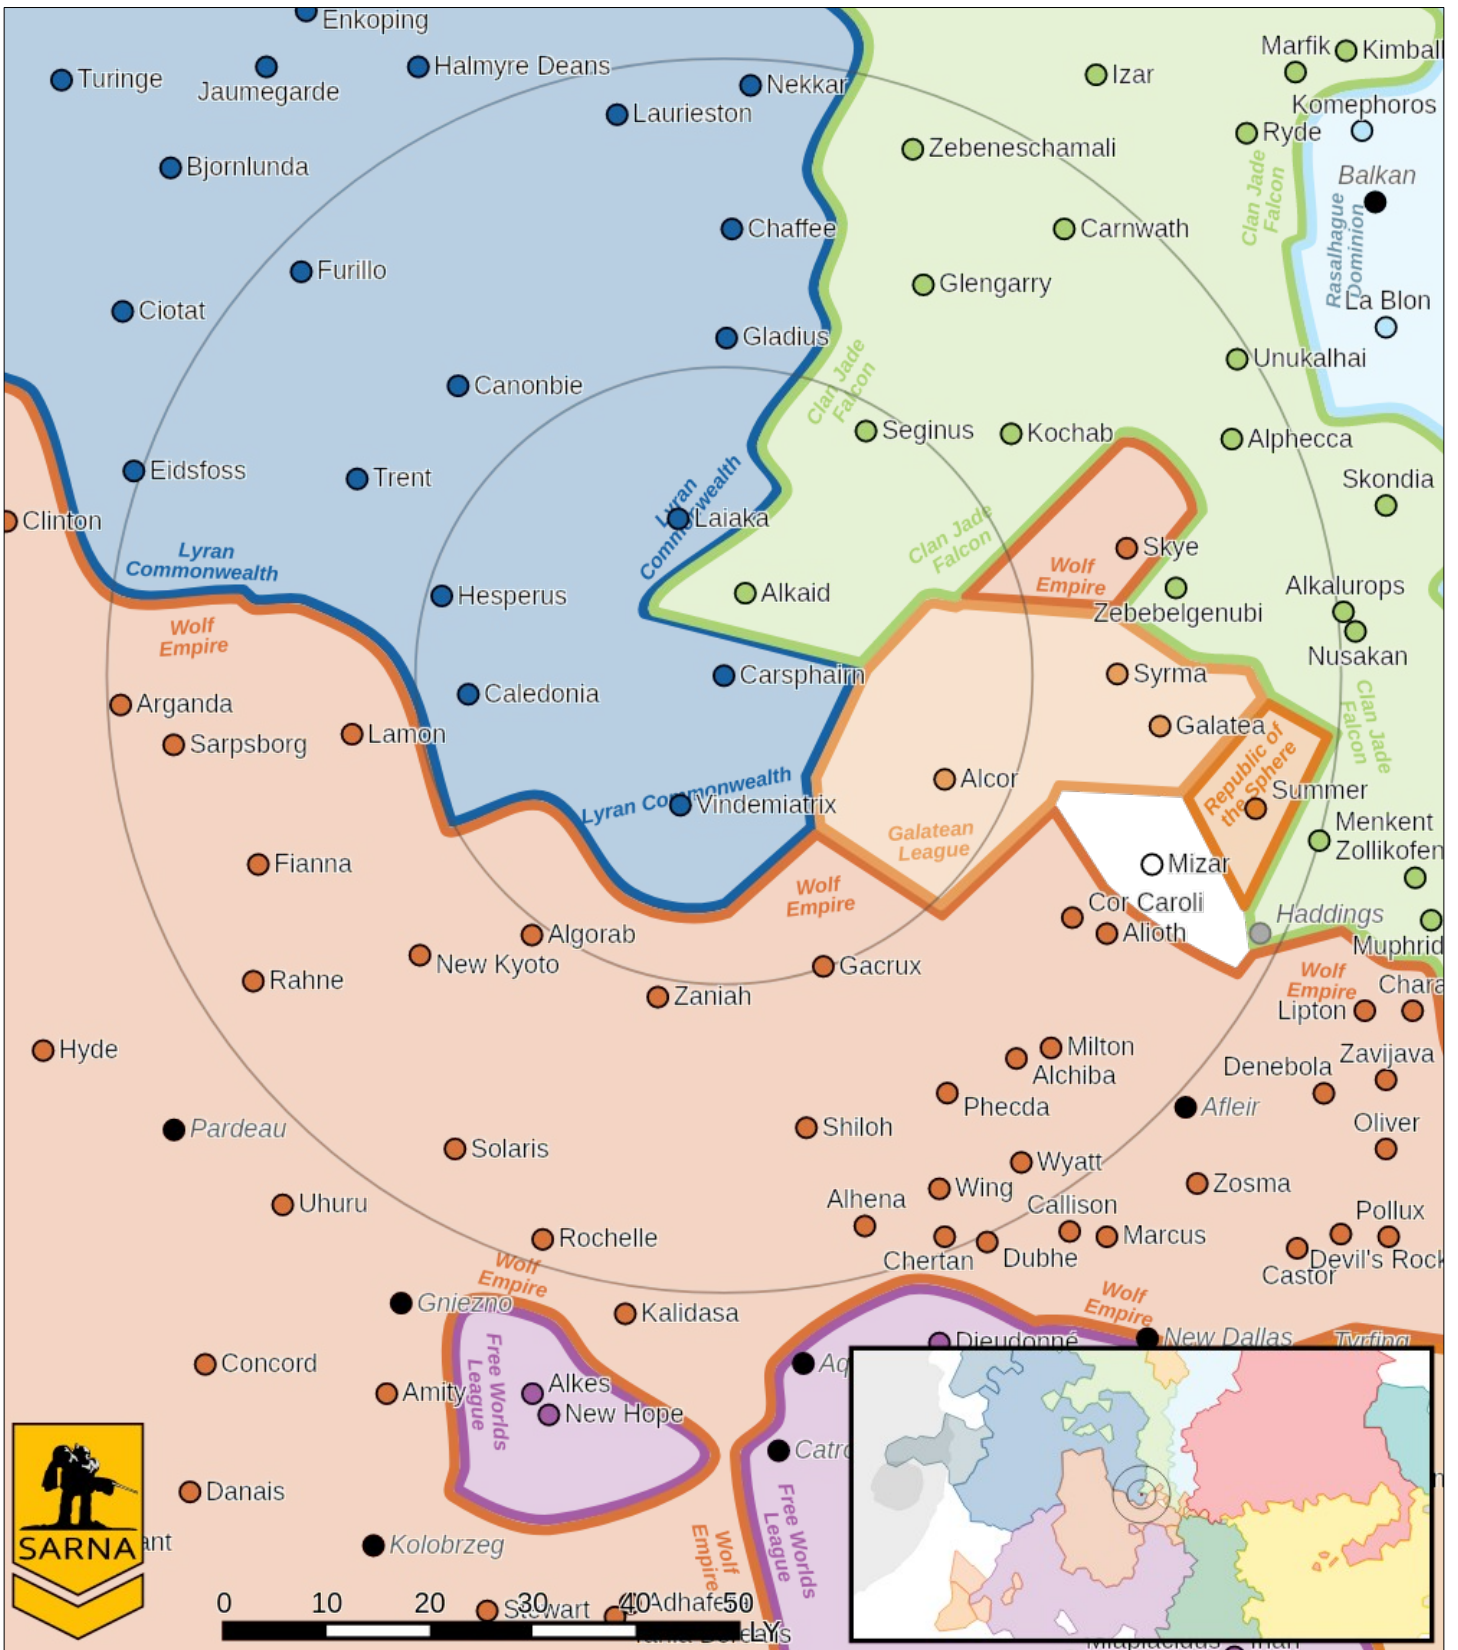 Enkoping
Marfik
Kimball
Turinge
Halmyre Deans
Izar
Jaumegarde
Nekkar
Komephoros
Laurieston
Ryde
Zebeneschamali
Bjornlunda
Balkan
Clan Jade
Falcon
Chaffee
Carnwath
Rasalhague
Dominion
Furillo
Glengarry
La Blon
Ciotat
Gladius
Unukalhai
Clan Jade
Falcon
Canonbie
Seginus
Kochab
Alphecca
Eidsfoss
Trent
Skondia
Clinton
Lyran
Commonwealth
Laiaka
Clan Jade
Falcon
Skye
Lyran
Commonwealth
Wolf
Empire
Hesperus
Alkaid
Alkalurops
Zebebelgenubi
Wolf
Empire
Nusakan
Carsphairn
Syrma
Caledonia
Arganda
Clan Jade
Falcon
Lamon
Galatea
Sarpsborg
Republic of
the Sphere
Alcor
Lyran Commonwealth
Summer
Vindemiatrix
Menkent
Galatean
League
Zollikofen
Fianna
Mizar
Wolf
Empire
Cor Caroli
Haddings
Algorab
Alioth
Muphrid
New Kyoto
Gacrux
Rahne
Wolf
Empire
Chara
Zaniah
Lipton
Hyde
Milton
Zavijava
Alchiba
Denebola
Phecda
Afleir
Pardeau
Shiloh
Oliver
Solaris
Wyatt
Wing
Zosma
Uhuru
Alhena
Callison
Pollux
Rochelle
Marcus
Chertan
Dubhe
Devil's Rock
Castor
Wolf
Empire
Gniezno
Kalidasa
Wolf
Empire
Dieudonné
New Dallas
Tyrfing
Concord
Free Worlds
League
Alkes
Amity
New Hope
Danais
Free Worlds
League
Wolf
Empire
Kolobrzeg
SARNA
0 10 20 30 40 50
LY
Stewart